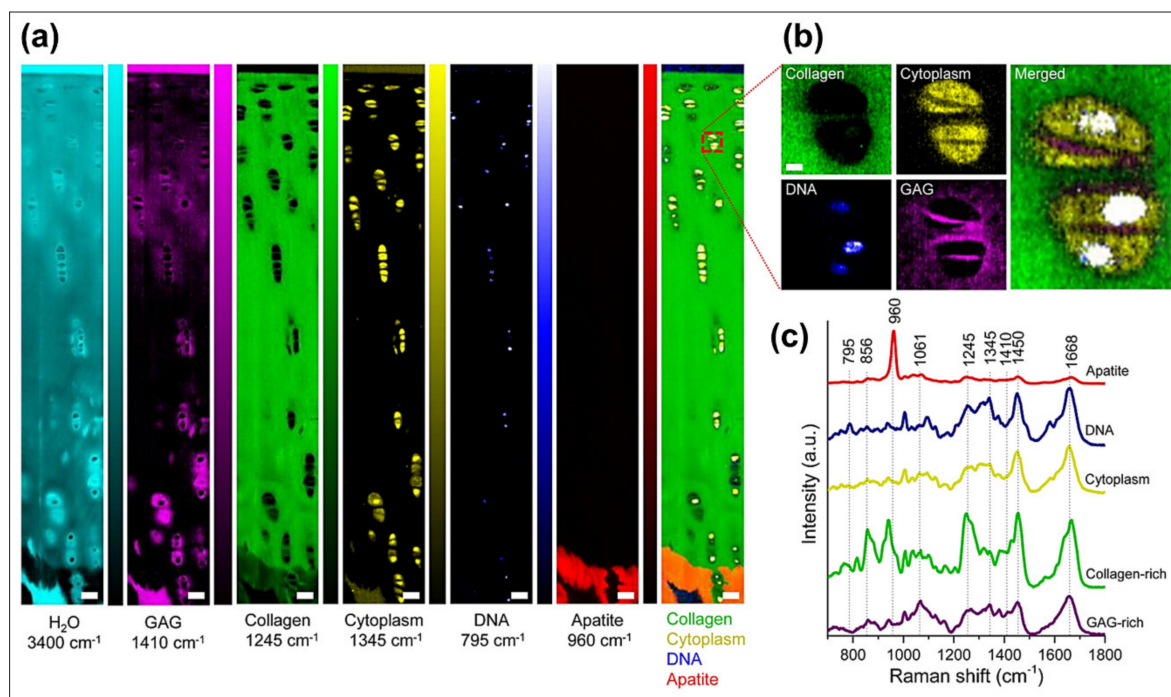 (a)
H₂O
3400 cm⁻¹
GAG
1410 cm⁻¹
Collagen
1245 cm⁻¹
Cytoplasm
1345 cm⁻¹
DNA
795 cm⁻¹
Apatite
960 cm⁻¹
Collagen
Cytoplasm
DNA
Apatite
(b)
Collagen
Cytoplasm
Merged
DNA
GAG
(c)
795
856
960
1061
1245
1345
1410
1450
1668
Apatite
DNA
Cytoplasm
Collagen-rich
GAG-rich
Intensity (a.u.)
800 1000 1200 1400 1600 1800
Raman shift (cm⁻¹)